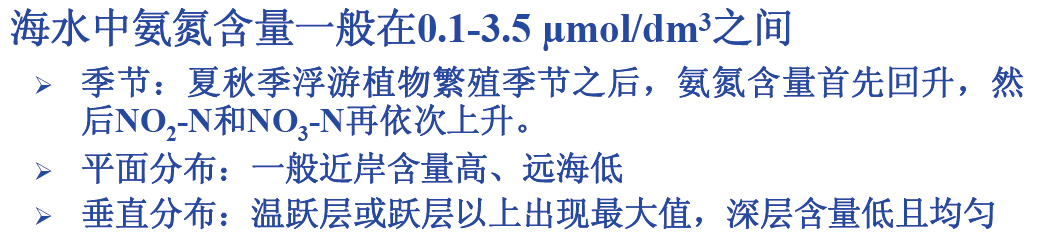 海水中氨氮含量一般在0.1-3.5 μmol/dm³之间
➢ 季节：夏秋季浮游植物繁殖季节之后，氨氮含量首先回升，然
后NO₂-N和NO₃-N再依次上升。
➢ 平面分布：一般近岸含量高、远海低
➢ 垂直分布：温跃层或跃层以上出现最大值，深层含量低且均匀